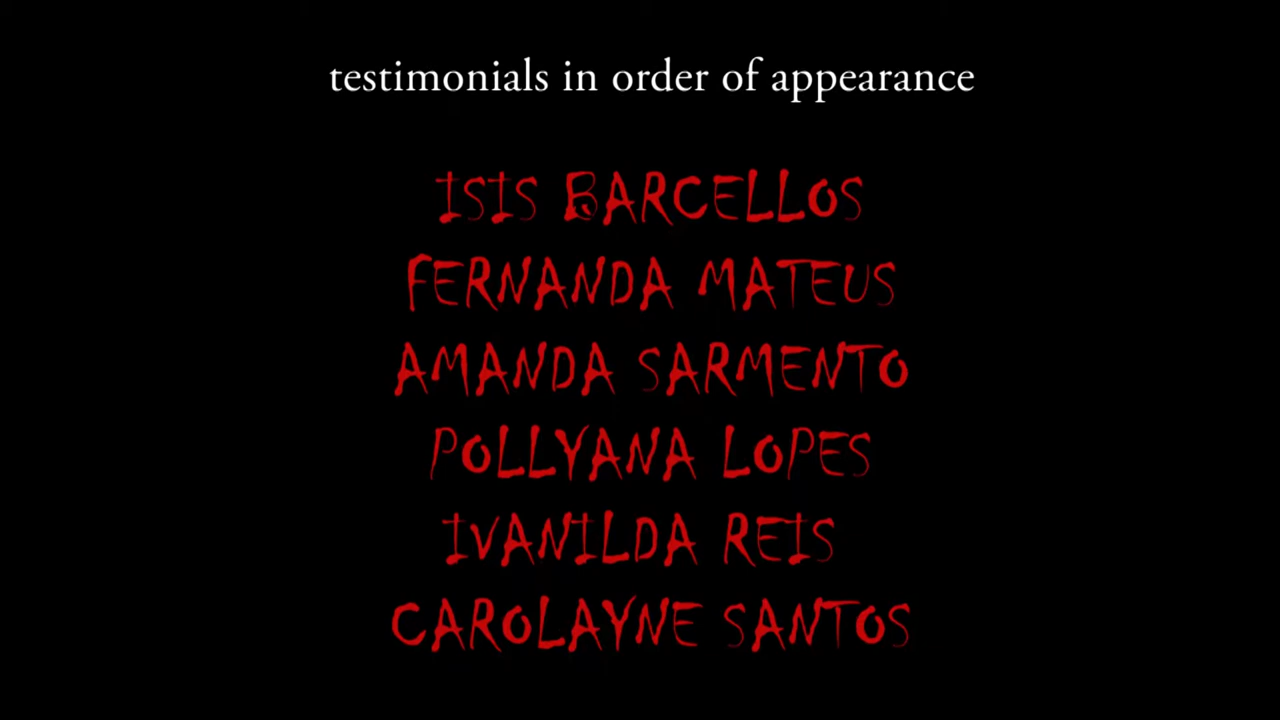 testimonials in order of appearance
ISIS BARCELLOS
FERNANDA MATEUS
AMANDA SARMENTO
POLLYANA LOPES
IVANILDA REIS
CAROLAYNE SANTOS